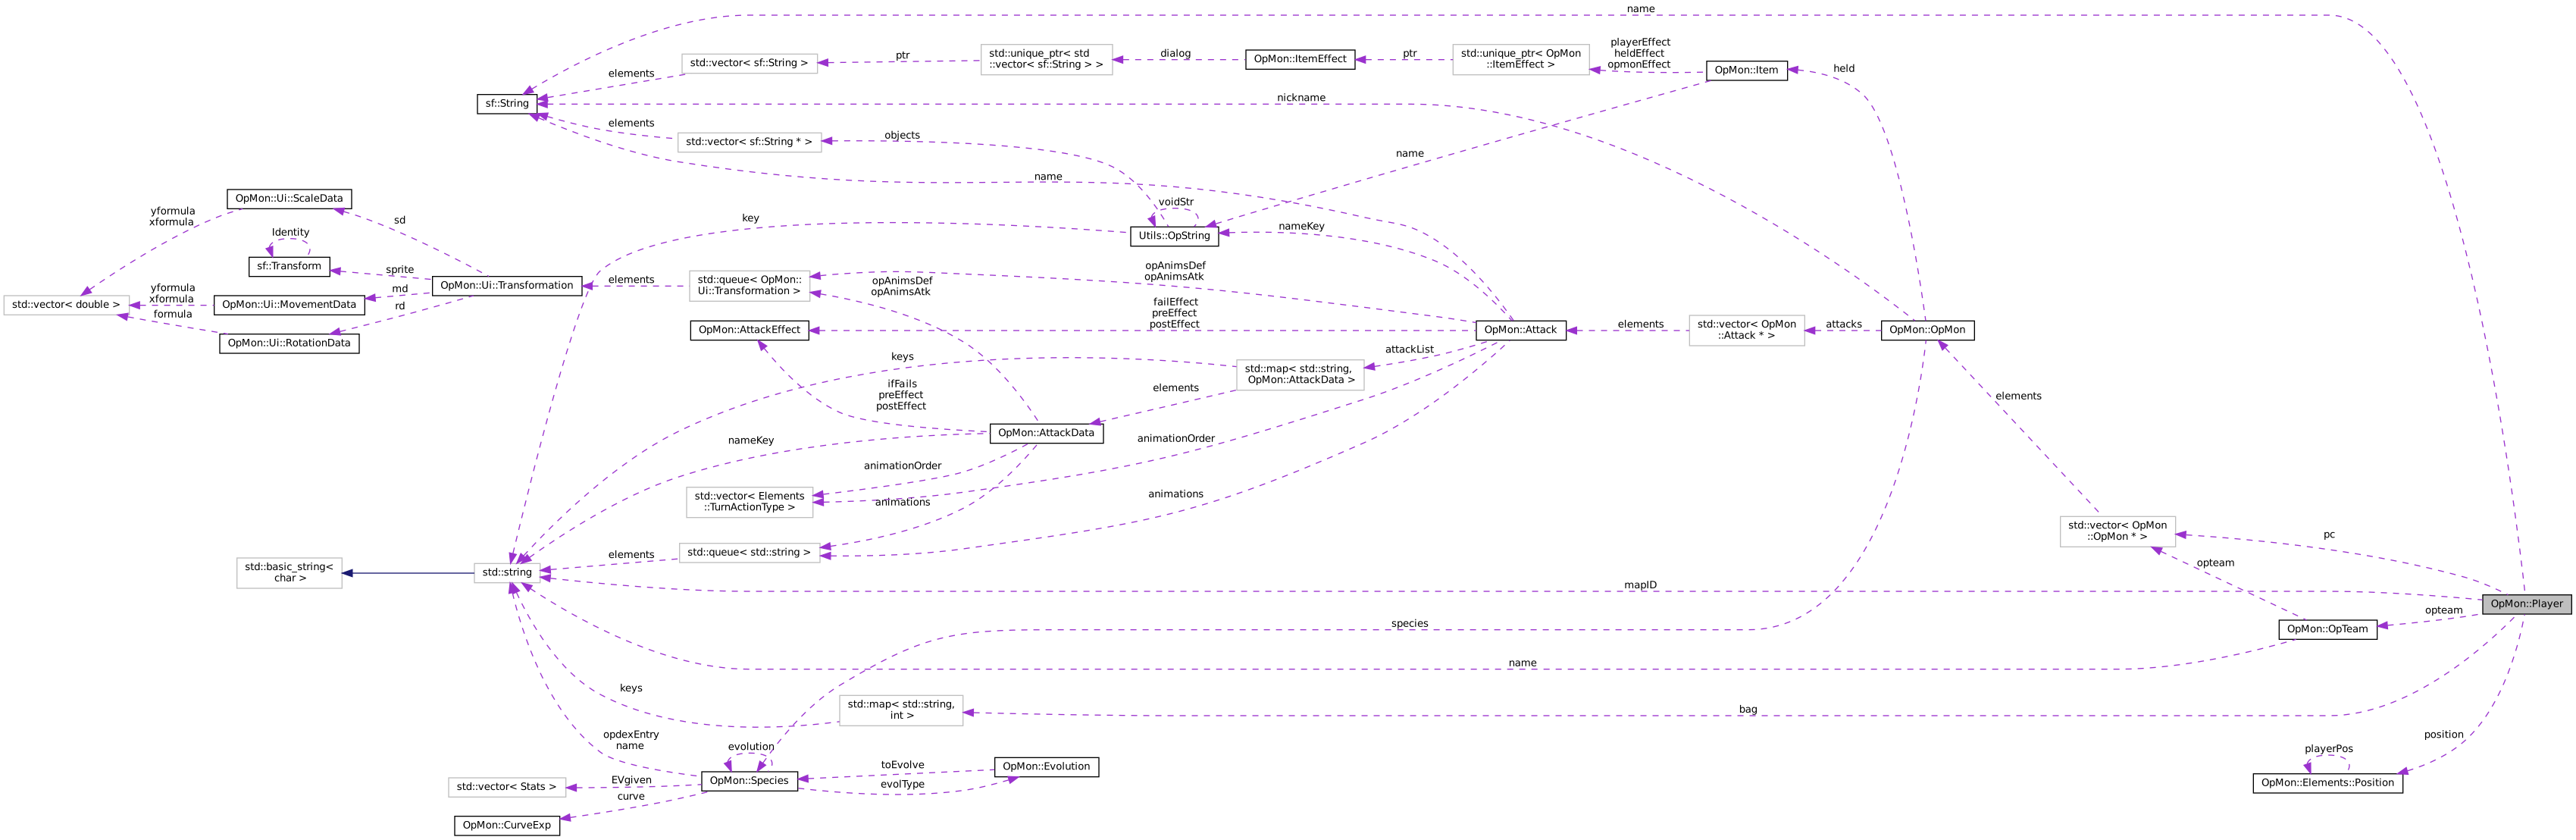 name
playerEffect
heldEffect
opmonEffect
std::vector< sf::String >
ptr
std::unique_ptr< std
::vector< sf::String > >
dialog
OpMon::ItemEffect
ptr
std::unique_ptr< OpMon
::ItemEffect >
OpMon::Item
held
elements
sf::String
nickname
elements
std::vector< sf::String * >
objects
name
name
OpMon::Ui::ScaleData
yformula
xformula
sd
key
voidStr
Utils::OpString
nameKey
Identity
sf::Transform
sprite
OpMon::Ui::Transformation
elements
std::queue< OpMon::
Ui::Transformation >
opAnimsDef
opAnimsAtk
opAnimsDef
opAnimsAtk
std::vector< double >
yformula
xformula
OpMon::Ui::MovementData
md
rd
formula
OpMon::Ui::RotationData
OpMon::AttackEffect
failEffect
preEffect
postEffect
OpMon::Attack
elements
std::vector< OpMon
::Attack * >
attacks
OpMon::OpMon
keys
std::map< std::string,
OpMon::AttackData >
attackList
elements
ifFails
preEffect
postEffect
elements
OpMon::AttackData
nameKey
animationOrder
animationOrder
std::vector< Elements
::TurnActionType >
animations
animations
std::queue< std::string >
elements
std::basic_string<
char >
std::string
std::vector< OpMon
::OpMon * >
pc
opteam
mapID
OpMon::Player
opteam
OpMon::OpTeam
species
name
keys
std::map< std::string,
int >
bag
position
opdexEntry
name
evolution
OpMon::Species
toEvolve
evolType
OpMon::Evolution
playerPos
OpMon::Elements::Position
EVgiven
std::vector< Stats >
curve
OpMon::CurveExp